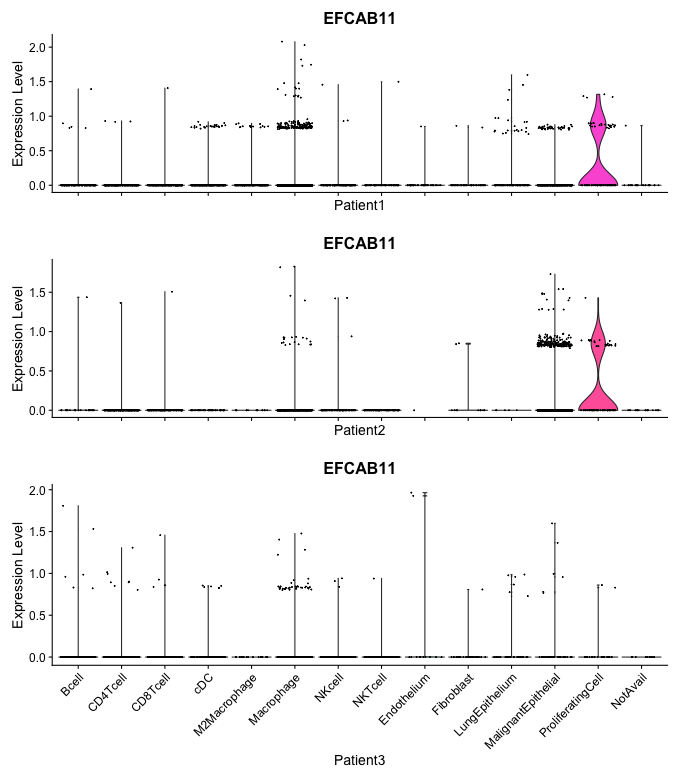 EFCAB11
Expression Level
2.0
1.5
1.0
0.5
0.0
Patient1
EFCAB11
Expression Level
1.5
1.0
0.5
0.0
Patient2
EFCAB11
Expression Level
2.0
1.5
1.0
0.5
0.0
Bcell
CD4Tcell
CD8Tcell
cDC
M2Macrophage
Macrophage
NKcell
NKTcell
Endothelium
Fibroblast
LungEpithelium
MalignantEpithelial
ProliferatingCell
NotAvail
Patient3